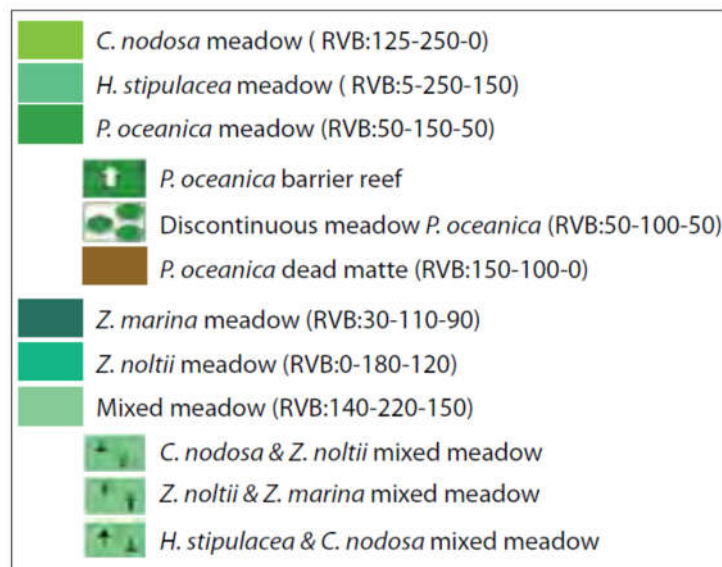 C. nodosa meadow ( RVB:125-250-0)
H. stipulacea meadow ( RVB:5-250-150)
P. oceanica meadow (RVB:50-150-50)
P. oceanica barrier reef
Discontinuous meadow P. oceanica (RVB:50-100-50)
P. oceanica dead matte (RVB:150-100-0)
Z. marina meadow (RVB:30-110-90)
Z. noltii meadow (RVB:0-180-120)
Mixed meadow (RVB:140-220-150)
C. nodosa & Z. noltii mixed meadow
Z. noltii & Z. marina mixed meadow
H. stipulacea & C. nodosa mixed meadow